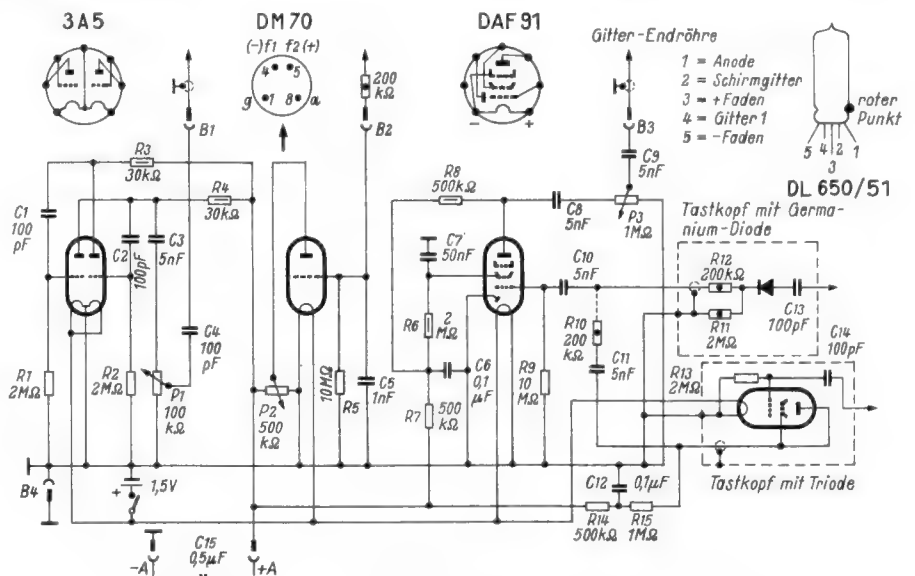 3A5
DM70
(-)f1 f2(+)
4 5
g 1 8 a
200
kΩ
DAF91
- +
Gitter-Endröhre
1 = Anode
2 = Schirmgitter
3 = +Faden
4 = Gitter 1
5 = -Faden
roter
Punkt
5 4 2 1
3
DL 650/51
B1
B2
B3
R3
30kΩ
R4
30kΩ
C1
100
pF
C2
100pF
C3
5nF
C4
100
pF
R1
2MΩ
R2
2MΩ
P1
100
kΩ
P2
500
kΩ
10MΩ
R5
C5
1nF
R8
500kΩ
C7
50nF
C8
5nF
C9
5nF
P3
1MΩ
C10
5nF
R6
2
MΩ
C6
0,1
μF
R7
500
kΩ
R9
10
MΩ
R10
200
kΩ
C11
5nF
Tastkopf mit Germa-
nium-Diode
R12
200kΩ
R11
2MΩ
C13
100pF
C14
100pF
R13
2MΩ
Tastkopf mit Triode
B4
+
1,5V
C12
0,1μF
R14
500kΩ
R15
1MΩ
C15
0,5μF
-A
+A